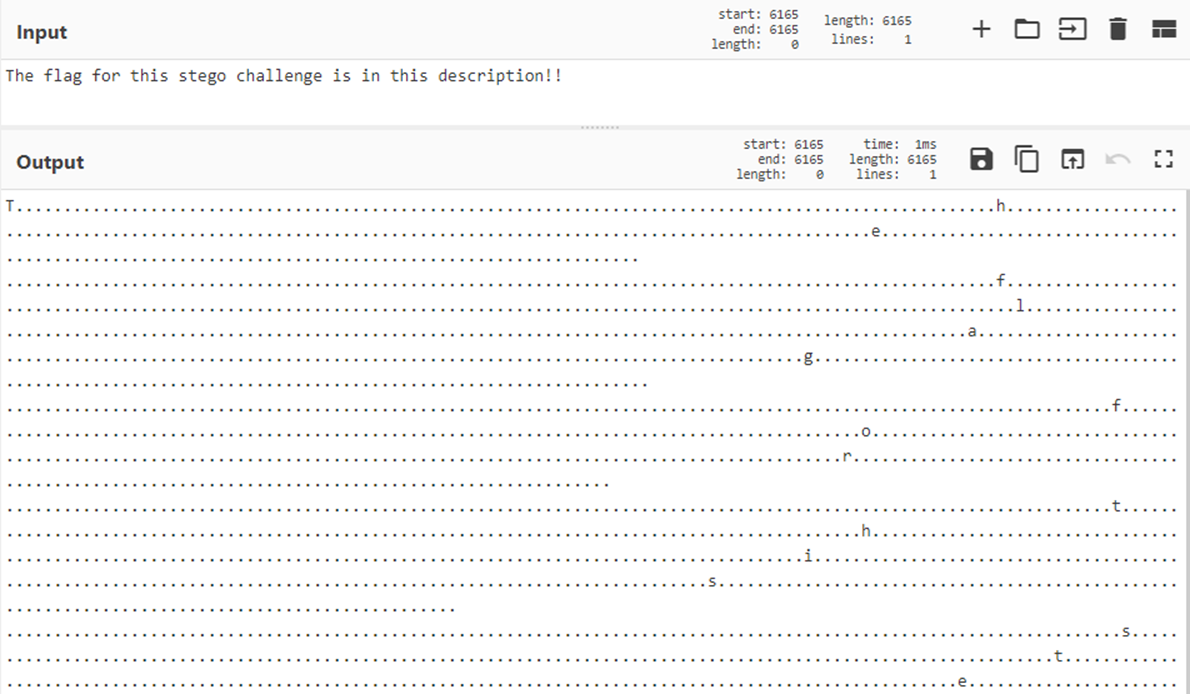 Input
start: 6165
end: 6165
length: 0
length: 6165
lines: 1
The flag for this stego challenge is in this description!!
Output
start: 6165
end: 6165
length: 0
time: 1ms
length: 6165
lines: 1
T......................................................................................................h..................
..........................................................................................e...............................
..................................................................
.......................................................................................................f..................
.........................................................................................................l................
....................................................................................................a.....................
...................................................................................g......................................
...................................................................
...................................................................................................................f......
.........................................................................................o................................
.......................................................................................r..................................
...............................................................
...................................................................................................................t......
.........................................................................................h................................
...................................................................................i......................................
.........................................................................s................................................
...............................................
....................................................................................................................s.....
.............................................................................................................t............
...................................................................................................e......................